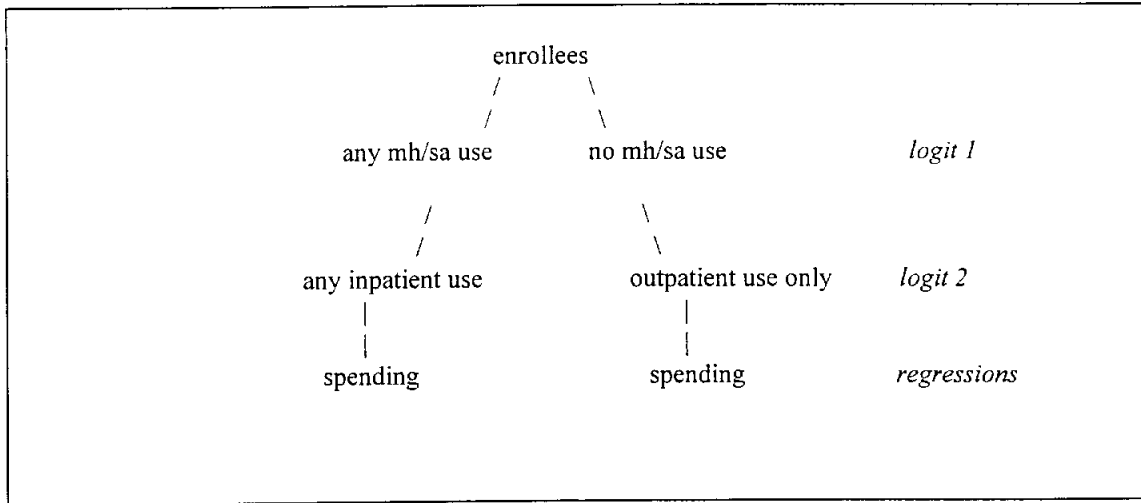 enrollees
any mh/sa use no mh/sa use logit 1
any inpatient use outpatient use only logit 2
spending spending regressions